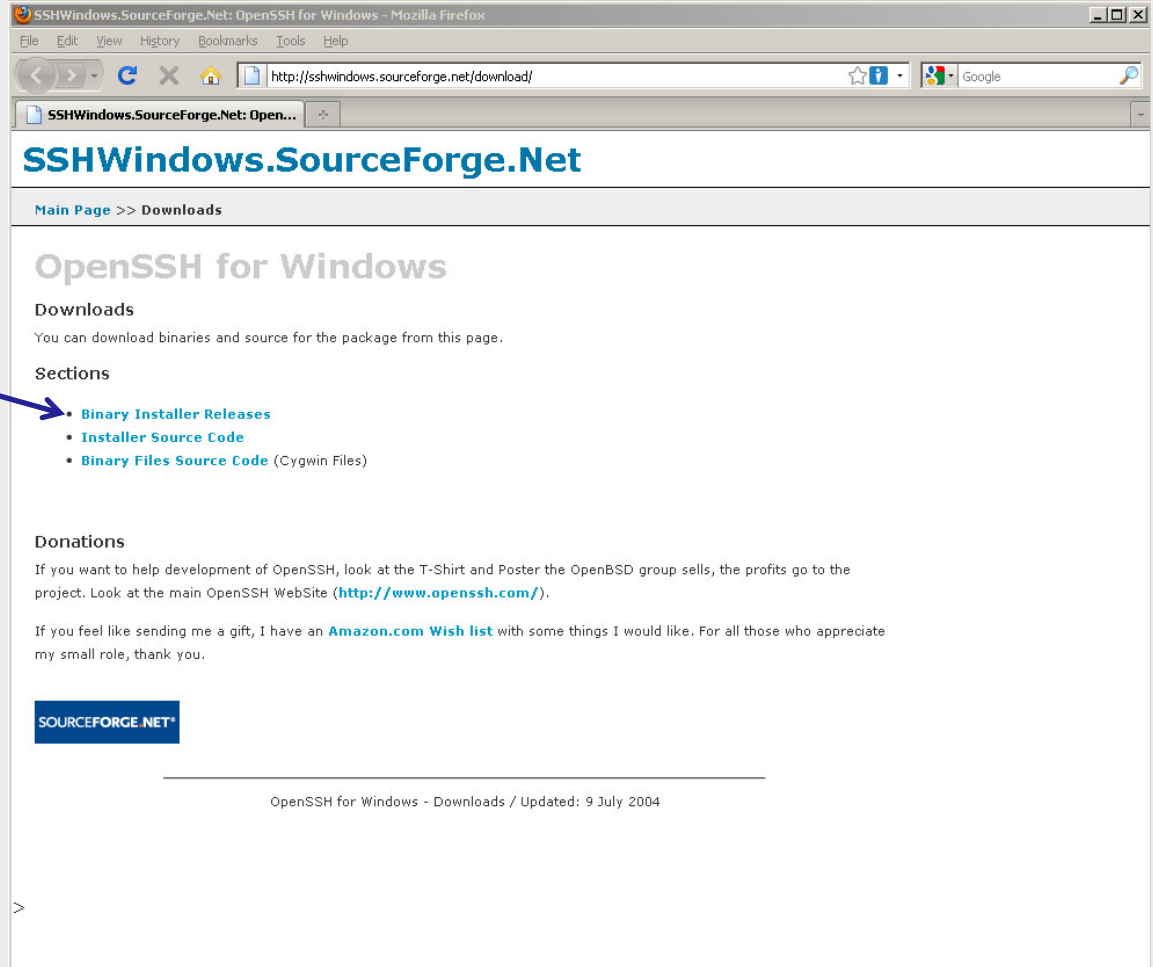 SSHWindows.SourceForge.Net: OpenSSH for Windows - Mozilla Firefox
File Edit View History Bookmarks Tools Help
http://sshwindows.sourceforge.net/download/ Google
SSHWindows.SourceForge.Net: Open...
SSHWindows.SourceForge.Net
Main Page >> Downloads
OpenSSH for Windows
Downloads
You can download binaries and source for the package from this page.
Sections
• Binary Installer Releases
• Installer Source Code
• Binary Files Source Code (Cygwin Files)
Donations
If you want to help development of OpenSSH, look at the T-Shirt and Poster the OpenBSD group sells, the profits go to the
project. Look at the main OpenSSH WebSite (http://www.openssh.com/).
If you feel like sending me a gift, I have an Amazon.com Wish list with some things I would like. For all those who appreciate
my small role, thank you.
SOURCEFORGE.NET®
OpenSSH for Windows - Downloads / Updated: 9 July 2004
>